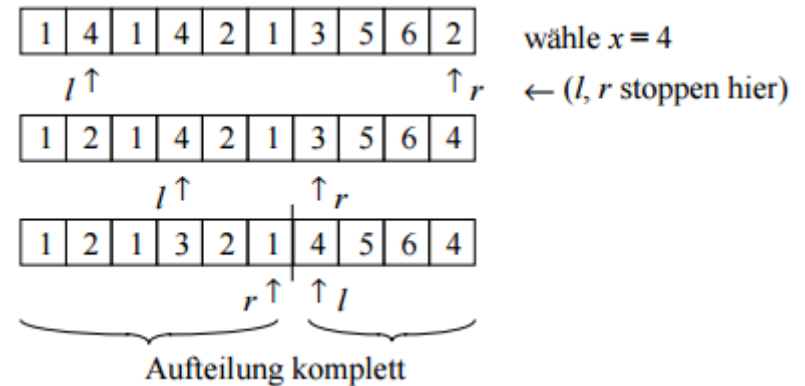 1 4 1 4 2 1 3 5 6 2 wähle x = 4
l ↑ ↑ r ← (l, r stoppen hier)
1 2 1 4 2 1 3 5 6 4
l ↑ ↑ r
1 2 1 3 2 1 4 5 6 4
r ↑ ↑ l
Aufteilung komplett